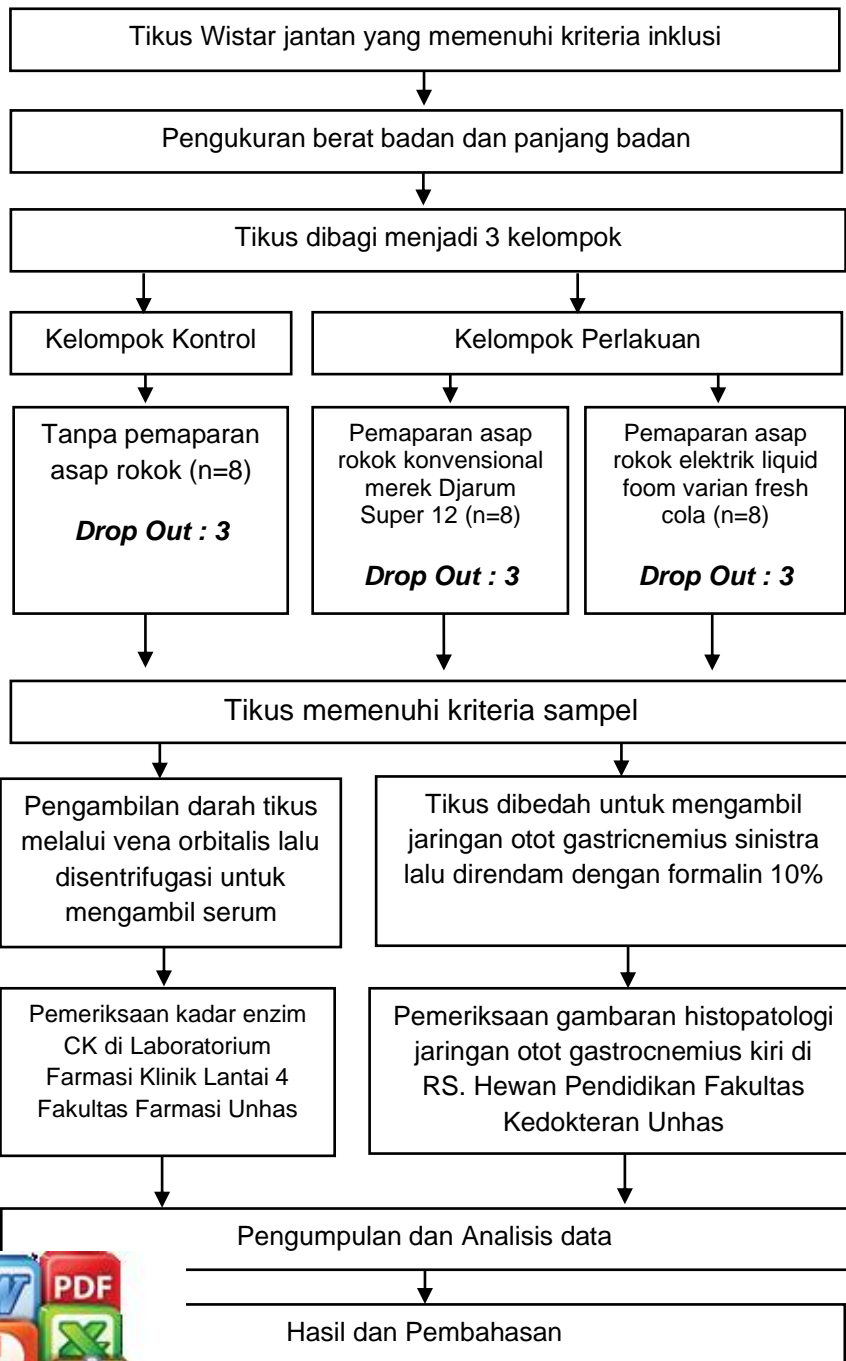 Tikus Wistar jantan yang memenuhi kriteria inklusi
Pengukuran berat badan dan panjang badan
Tikus dibagi menjadi 3 kelompok
Kelompok Kontrol
Kelompok Perlakuan
Tanpa pemaparan
asap rokok (n=8)
Drop Out : 3
Pemaparan asap
rokok konvensional
merek Djarum
Super 12 (n=8)
Drop Out : 3
Pemaparan asap
rokok elektrik liquid
foom varian fresh
cola (n=8)
Drop Out : 3
Tikus memenuhi kriteria sampel
Pengambilan darah tikus
melalui vena orbitalis lalu
disentrifugasi untuk
mengambil serum
Tikus dibedah untuk mengambil
jaringan otot gastricnemius sinistra
lalu direndam dengan formalin 10%
Pemeriksaan kadar enzim
CK di Laboratorium
Farmasi Klinik Lantai 4
Fakultas Farmasi Unhas
Pemeriksaan gambaran histopatologi
jaringan otot gastrocnemius kiri di
RS. Hewan Pendidikan Fakultas
Kedokteran Unhas
Pengumpulan dan Analisis data
PDF
Hasil dan Pembahasan